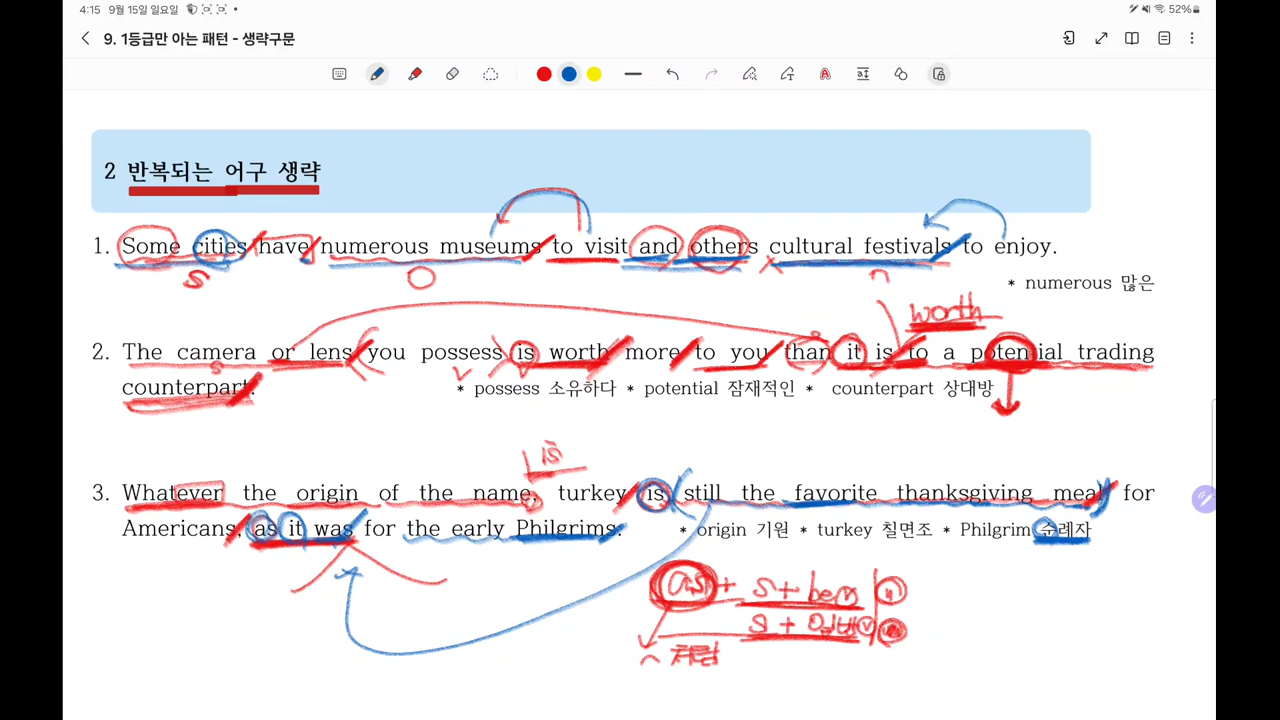 4:15 9월 15일 일요일
52%
9. 1등급만 아는 패턴 - 생략구문
2 반복되는 어구 생략
1. Some cities have numerous museums to visit and others cultural festivals to enjoy.
S O n
* numerous 많은
worth
2. The camera or lens you possess is worth more to you than it is to a potential trading
S
counterpart. * possess 소유하다 * potential 잠재적인 * counterpart 상대방
is
3. Whatever the origin of the name, turkey is still the favorite thanksgiving meal for
Americans, as it was for the early Philgrims. * origin 기원 * turkey 칠면조 * Philgrim 순례자
as + S + be
S + 일반 V
~처럼